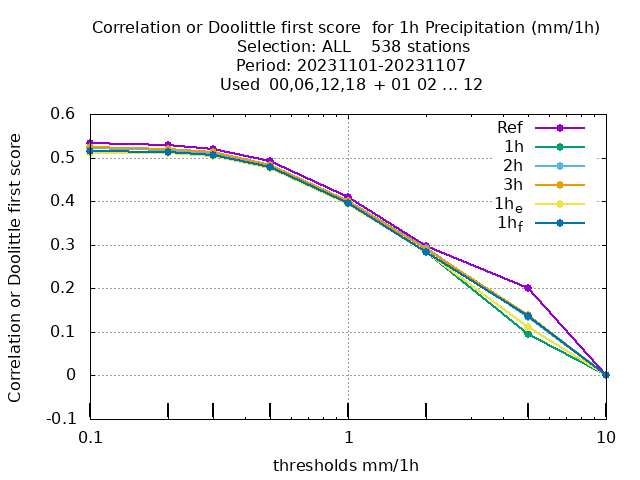 Correlation or Doolittle first score  for 1h Precipitation (mm/1h)
Selection: ALL    538 stations
Period: 20231101-20231107
Used  00,06,12,18  + 01 02 ... 12
Correlation or Doolittle first score
0.6
0.5
0.4
0.3
0.2
0.1
0
-0.1
Ref
1h
2h
3h
1he
1hf
0.1
1
10
thresholds mm/1h